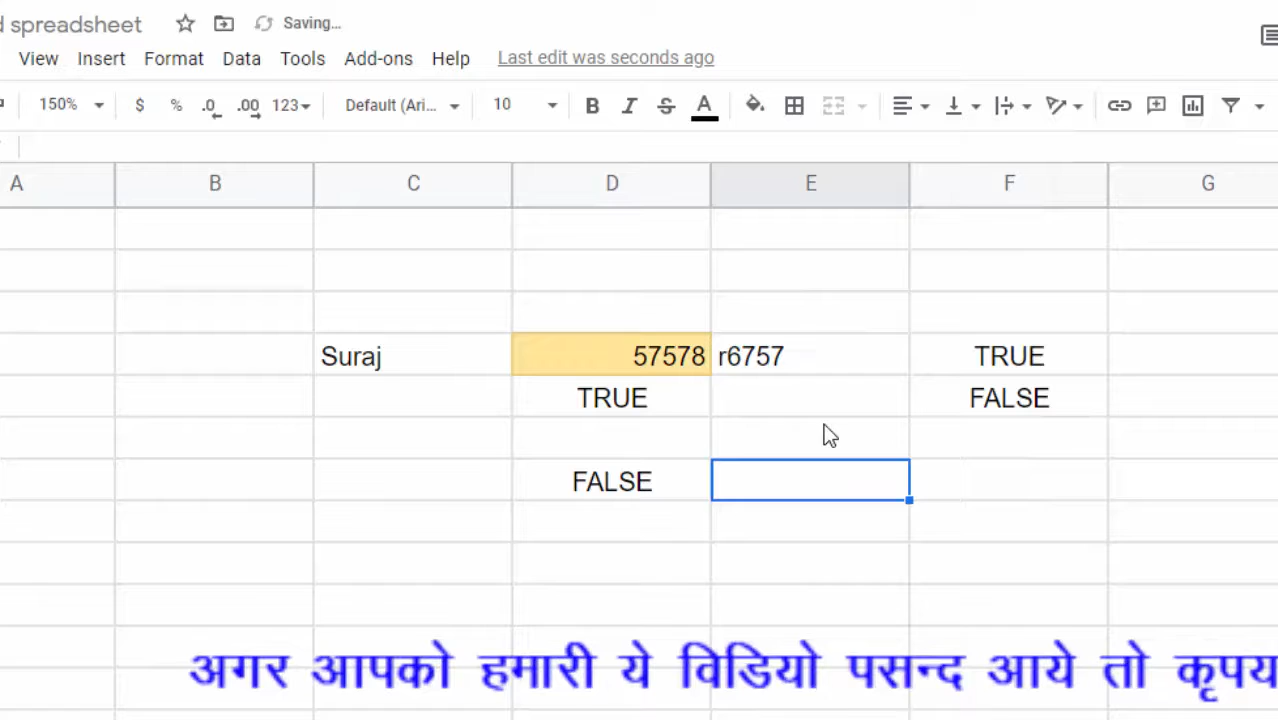 d spreadsheet Saving...
View Insert Format Data Tools Add-ons Help Last edit was seconds ago
150% $ % .0 .00 123 Default (Ari... 10 B I S A
A B C D E F G
Suraj 57578 r6757 TRUE
TRUE FALSE
FALSE
अगर आपको हमारी ये विडियो पसन्द आये तो कृपय